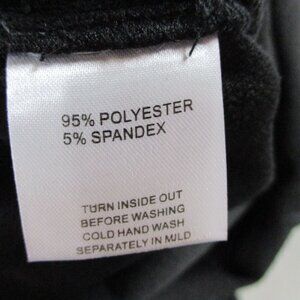 95% POLYESTER
5% SPANDEX
TURN INSIDE OUT
BEFORE WASHING
COLD HAND WASH
SEPARATELY IN MILD